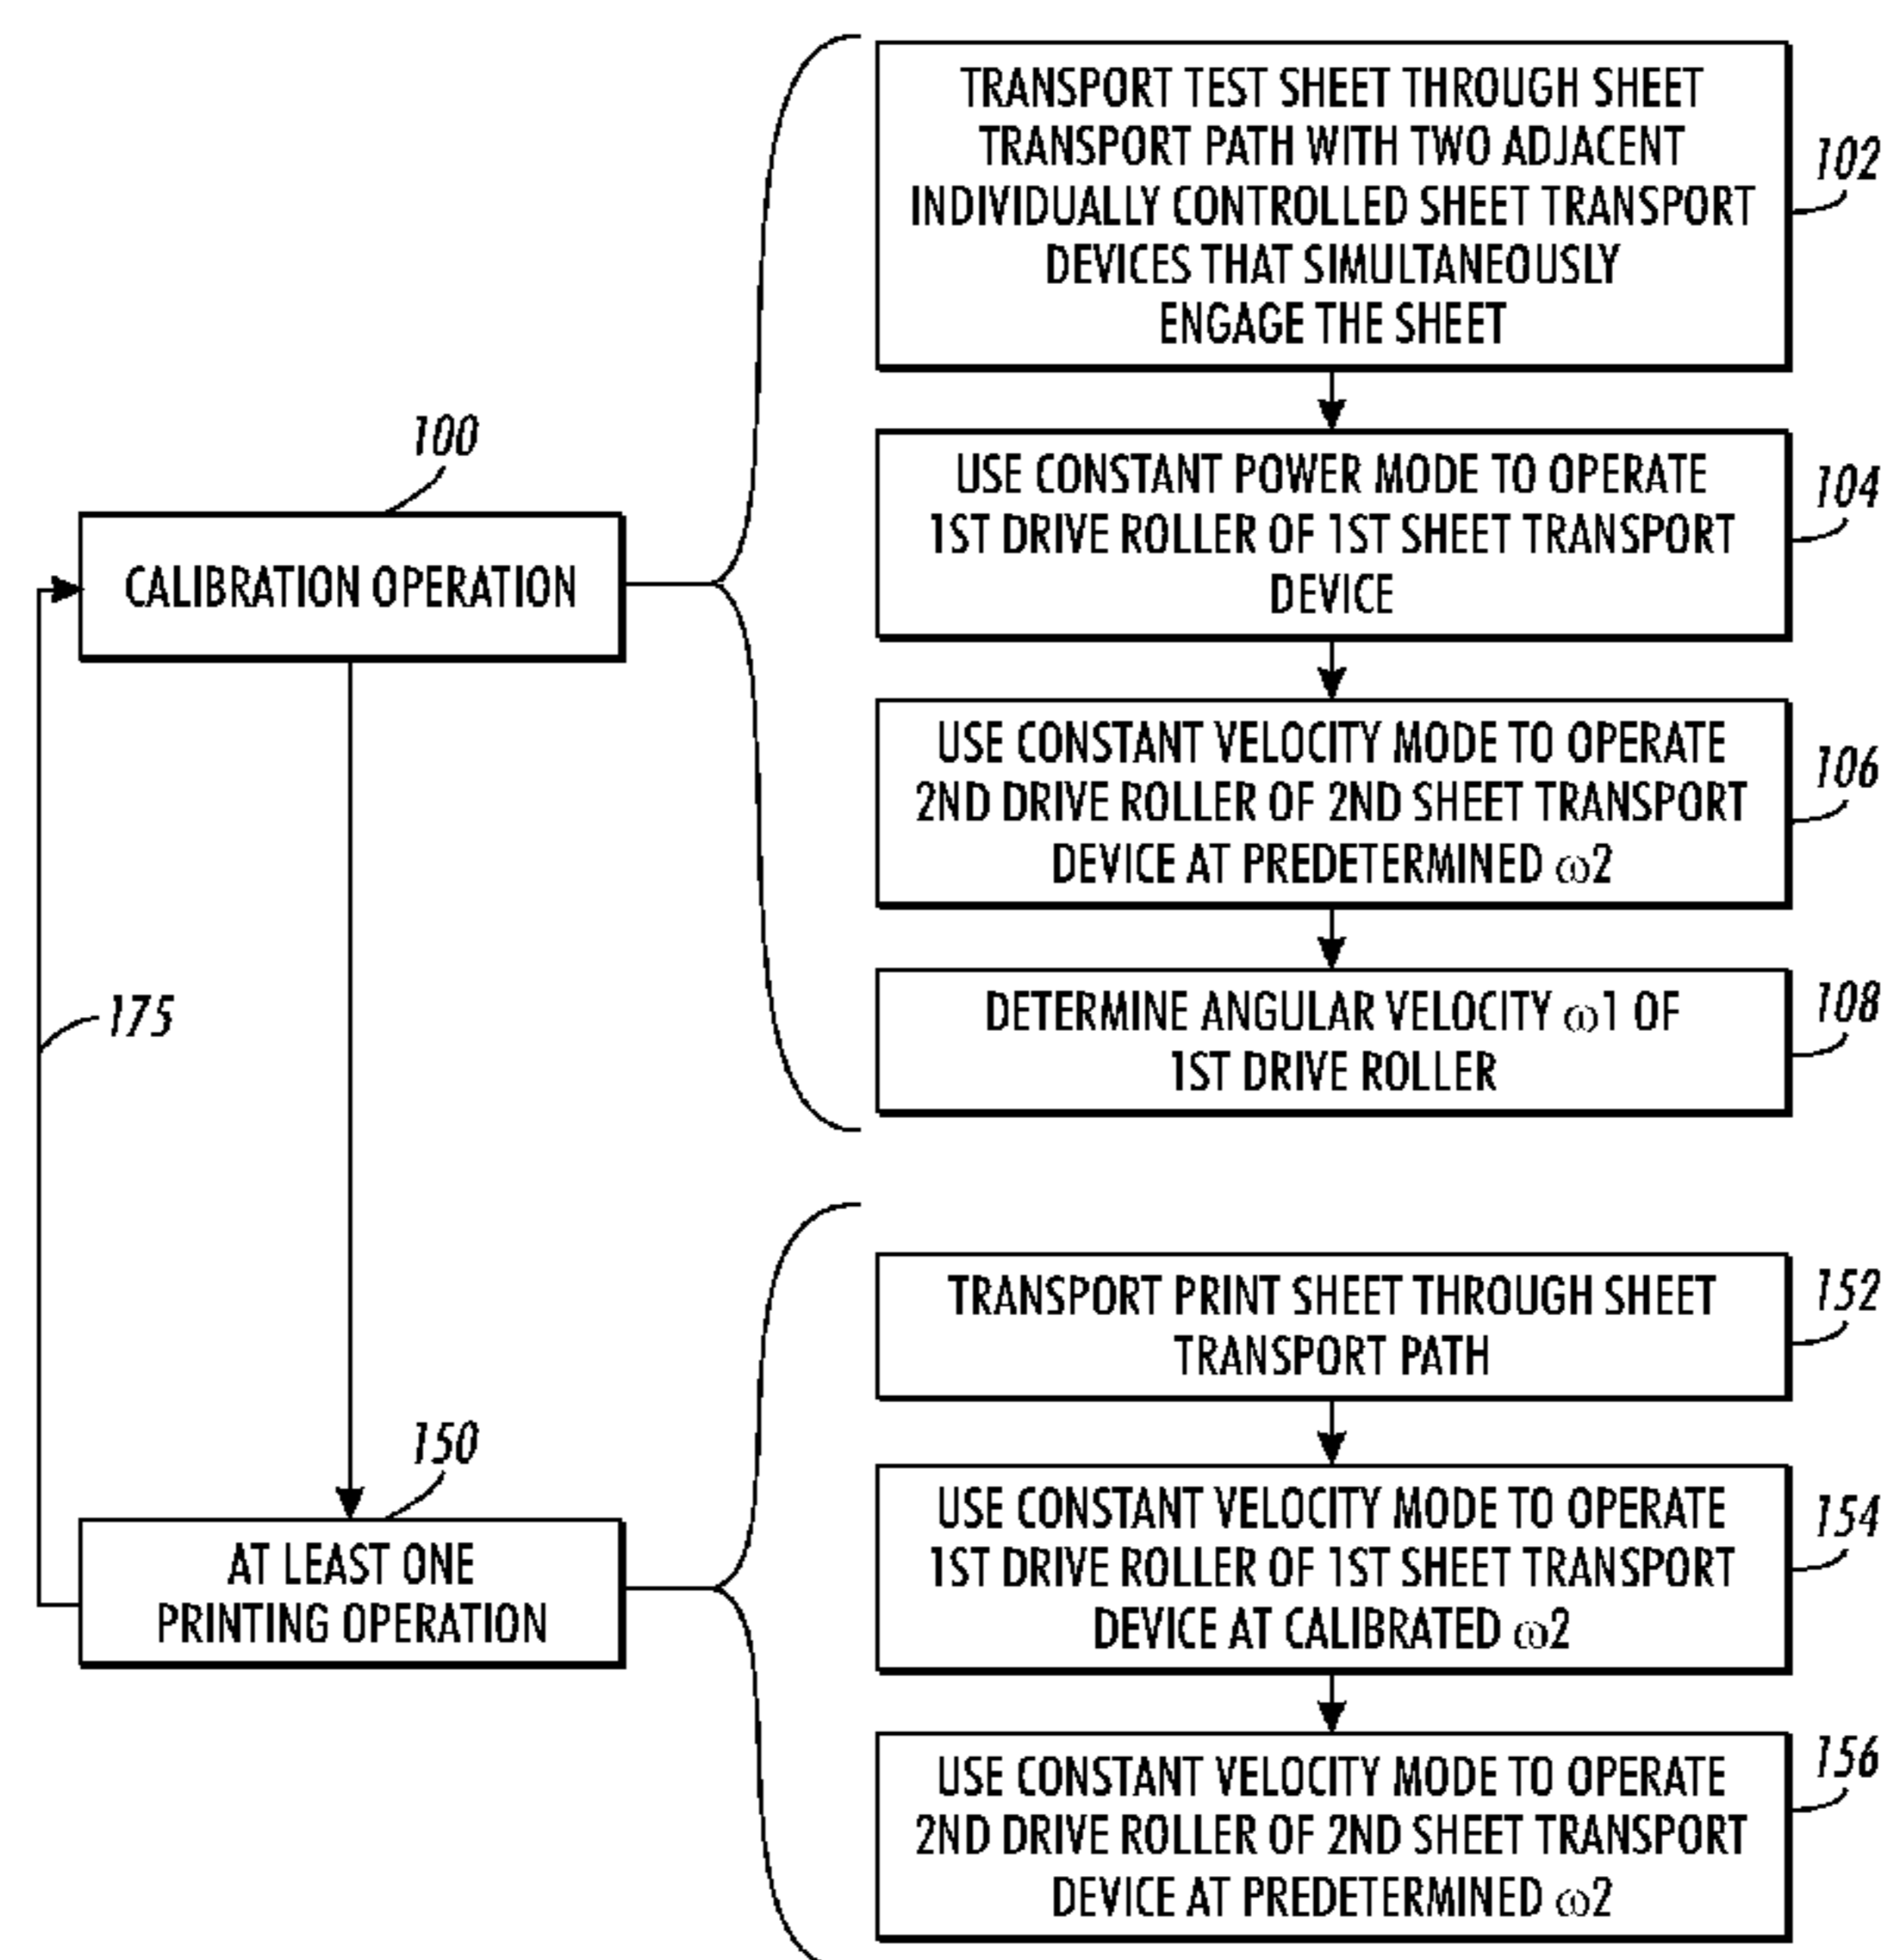 100
CALIBRATION OPERATION
TRANSPORT TEST SHEET THROUGH SHEET
TRANSPORT PATH WITH TWO ADJACENT
INDIVIDUALLY CONTROLLED SHEET TRANSPORT
DEVICES THAT SIMULTANEOUSLY
ENGAGE THE SHEET
102
USE CONSTANT POWER MODE TO OPERATE
1ST DRIVE ROLLER OF 1ST SHEET TRANSPORT
DEVICE
104
USE CONSTANT VELOCITY MODE TO OPERATE
2ND DRIVE ROLLER OF 2ND SHEET TRANSPORT
DEVICE AT PREDETERMINED ω2
106
DETERMINE ANGULAR VELOCITY ω1 OF
1ST DRIVE ROLLER
108
175
150
AT LEAST ONE
PRINTING OPERATION
TRANSPORT PRINT SHEET THROUGH SHEET
TRANSPORT PATH
152
USE CONSTANT VELOCITY MODE TO OPERATE
1ST DRIVE ROLLER OF 1ST SHEET TRANSPORT
DEVICE AT CALIBRATED ω2
154
USE CONSTANT VELOCITY MODE TO OPERATE
2ND DRIVE ROLLER OF 2ND SHEET TRANSPORT
DEVICE AT PREDETERMINED ω2
156